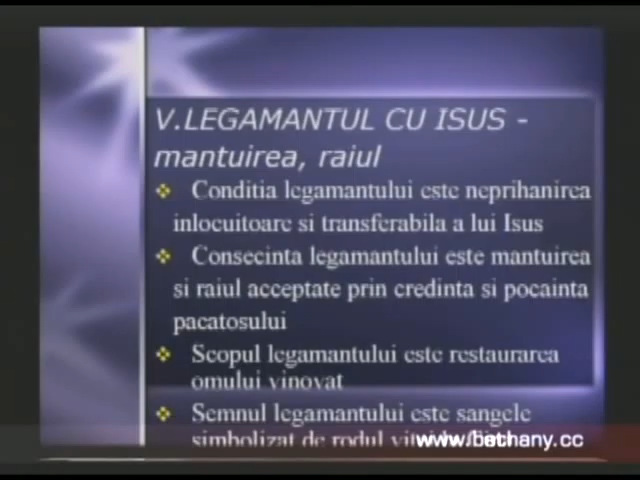 V.LEGAMANTUL CU ISUS -
mantuirea, raiul
Conditia legamantului este neprihanirea
inlocuitoare si transferabila a lui Isus
Consecinta legamantului este mantuirea
si raiul acceptate prin credinta si pocainta
pacatosului
Scopul legamantului este restaurarea
omului vinovat
Semnul legamantului este sangele
simbolizat de rodul vitei
www.bethany.cc